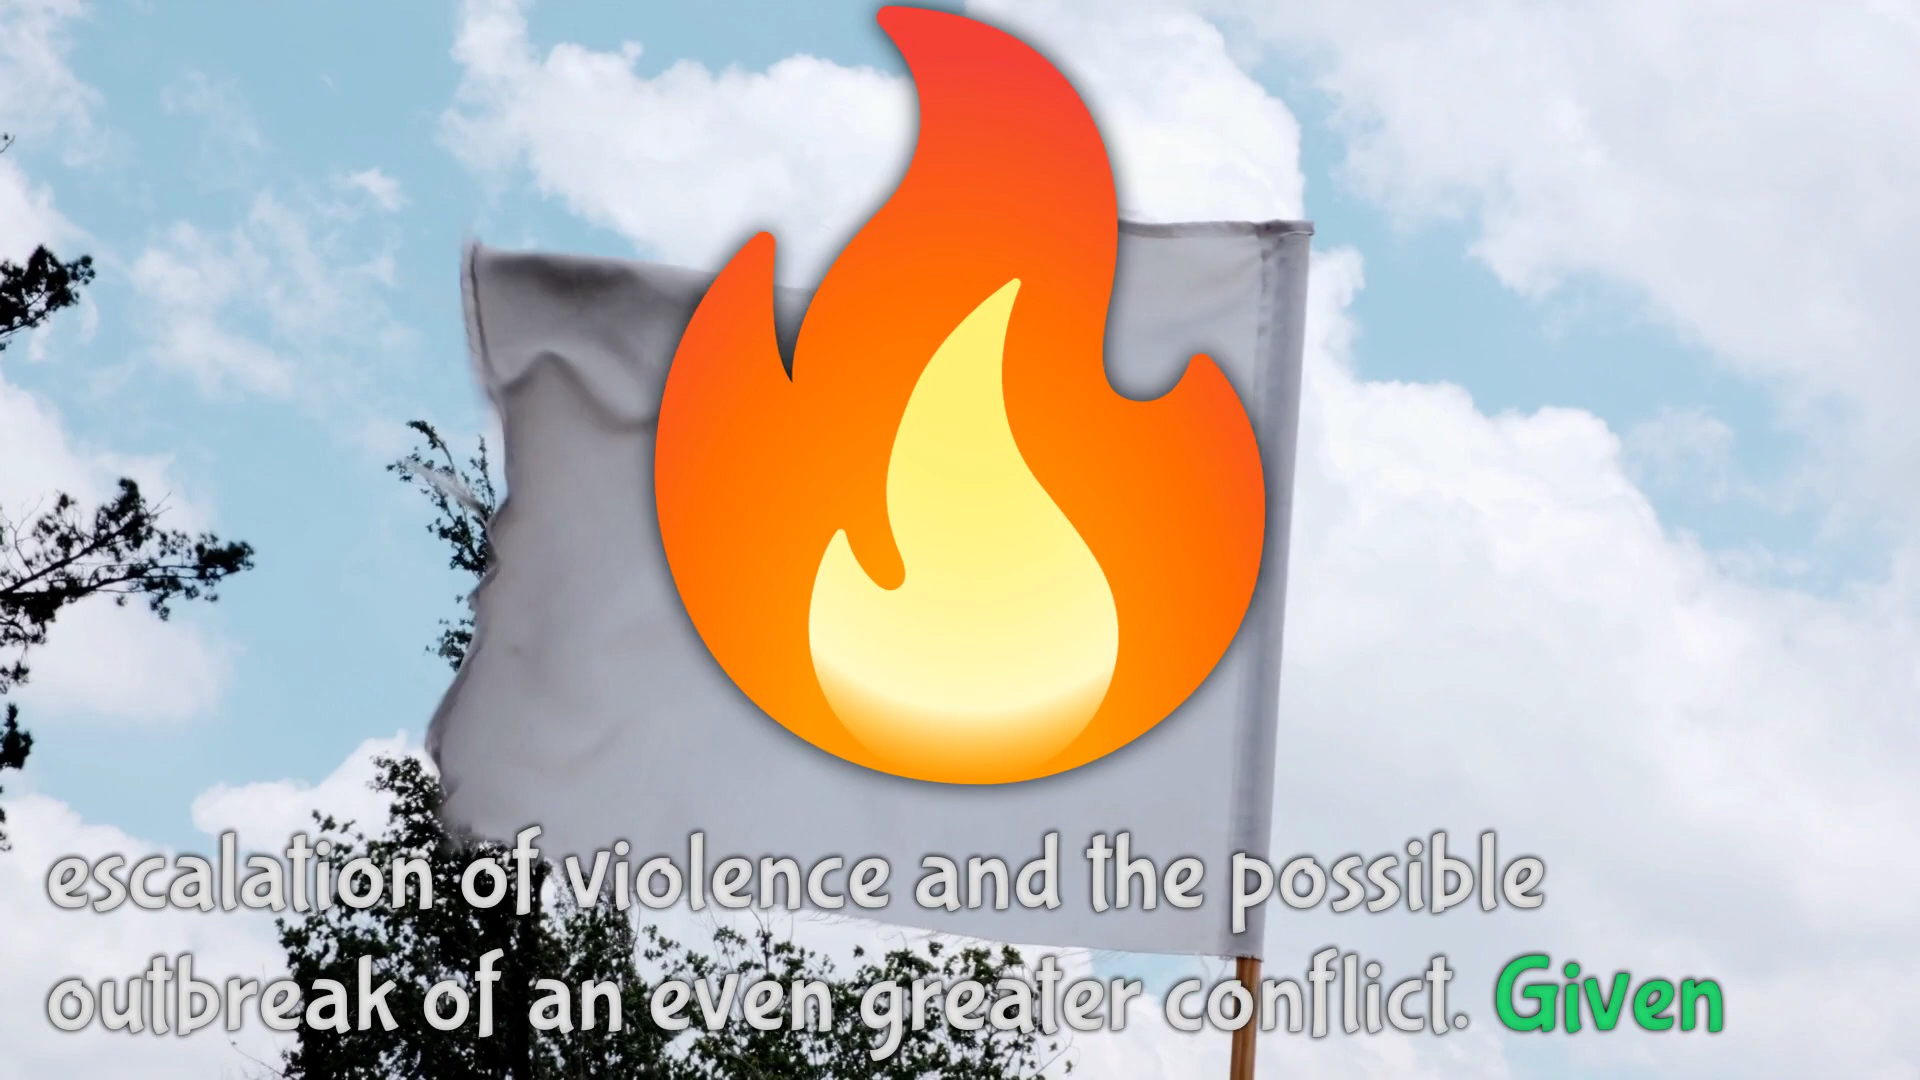 escalation of violence and the possible
outbreak of an even greater conflict. Given